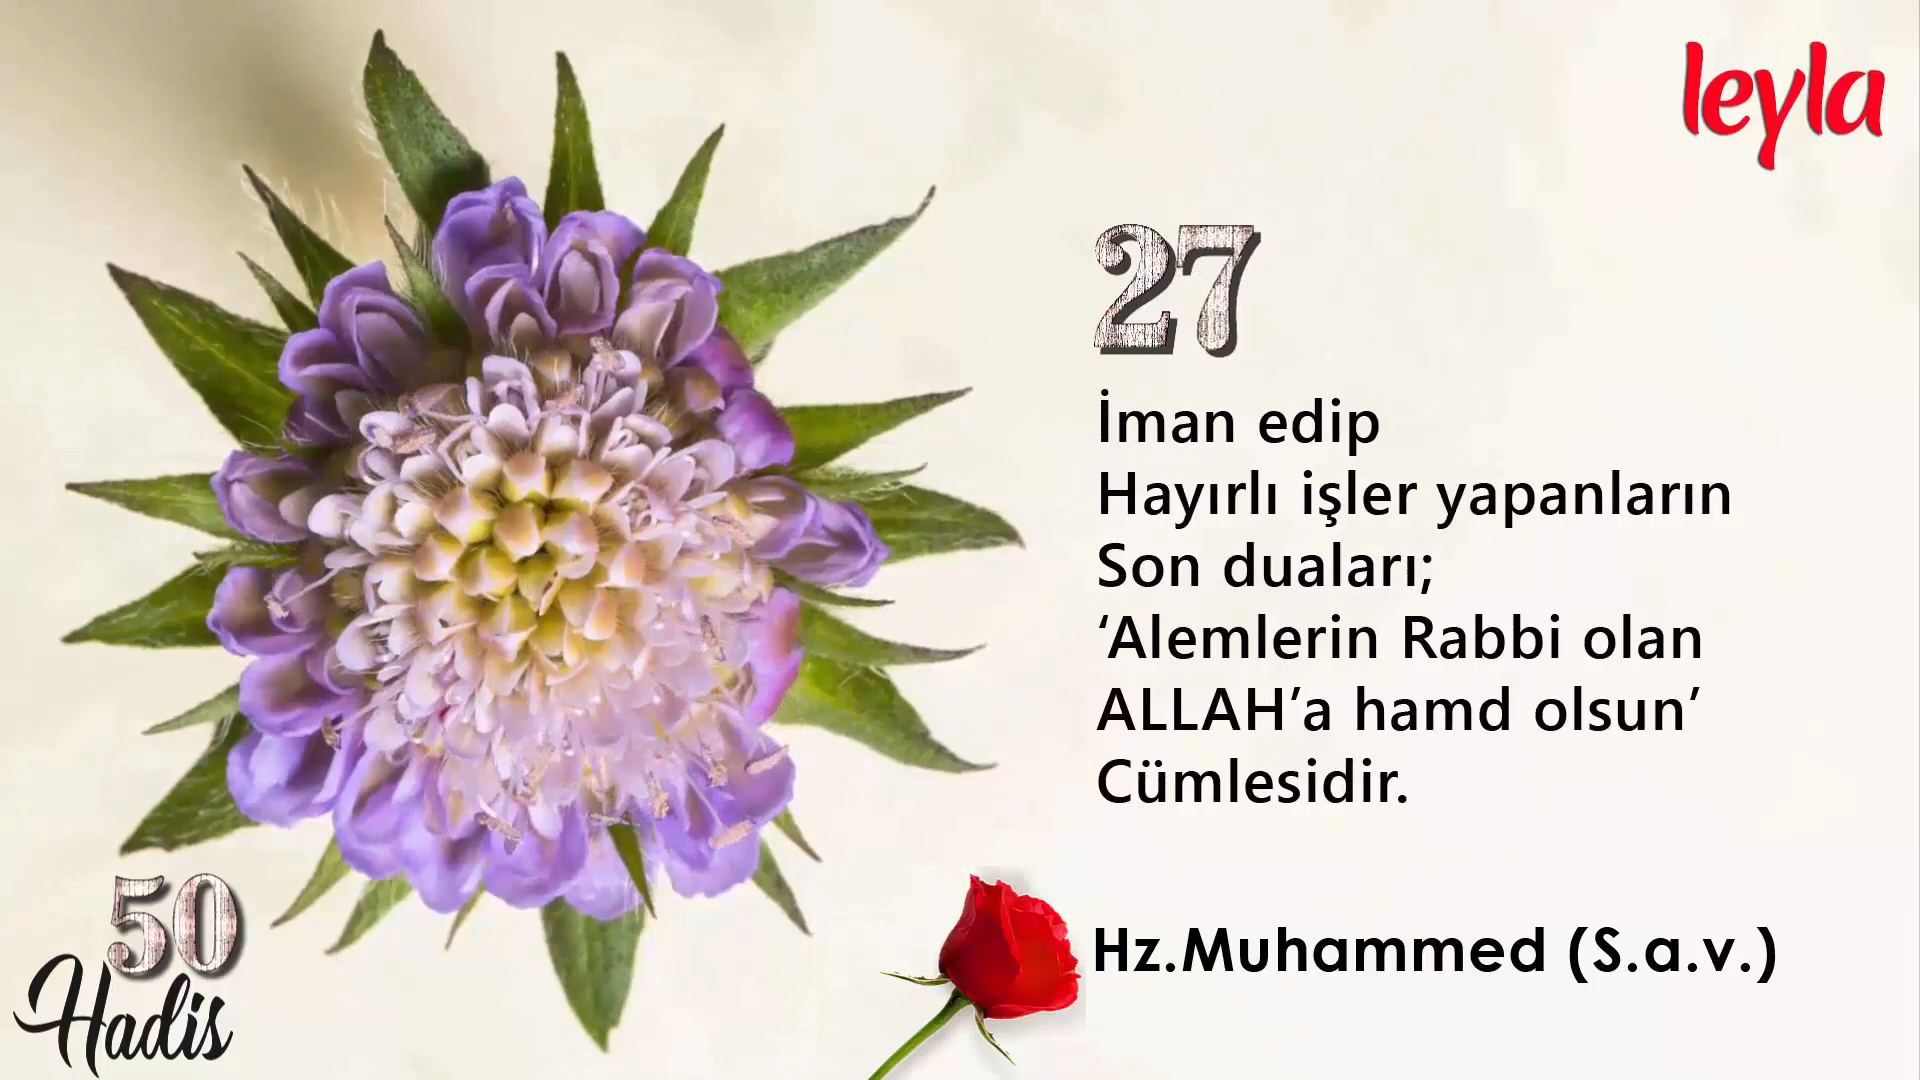 leyla
27
İman edip
Hayırlı işler yapanların
Son duaları;
‘Alemlerin Rabbi olan
ALLAH’a hamd olsun’
Cümlesidir.
Hz.Muhammed (S.a.v.)
50
Hadis